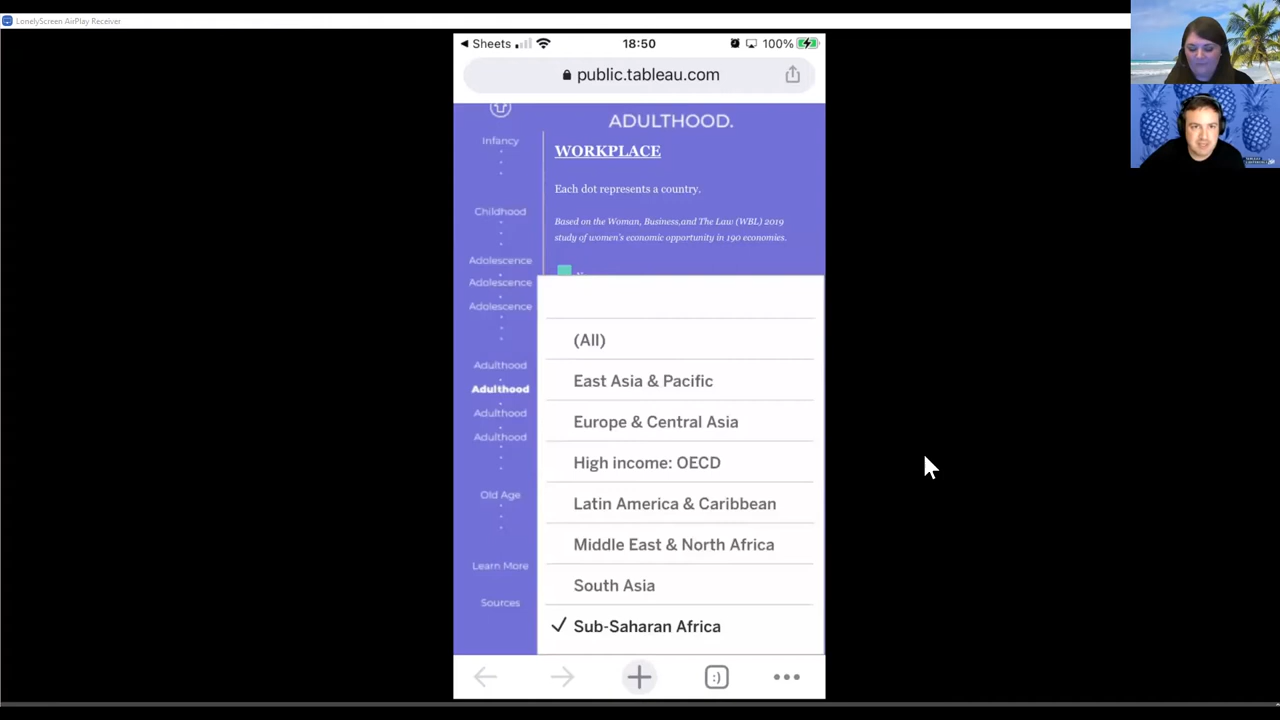 LonelyScreen AirPlay Receiver
Sheets
18:50
100%
public.tableau.com
ADULTHOOD.
WORKPLACE
Each dot represents a country.
Based on the Woman, Business,and The Law (WBL) 2019
study of women's economic opportunity in 190 economies.
Infancy
Childhood
Adolescence
Adolescence
Adolescence
Adulthood
Adulthood
Adulthood
Adulthood
Old Age
Learn More
Sources
(All)
East Asia & Pacific
Europe & Central Asia
High income: OECD
Latin America & Caribbean
Middle East & North Africa
South Asia
Sub-Saharan Africa
:)